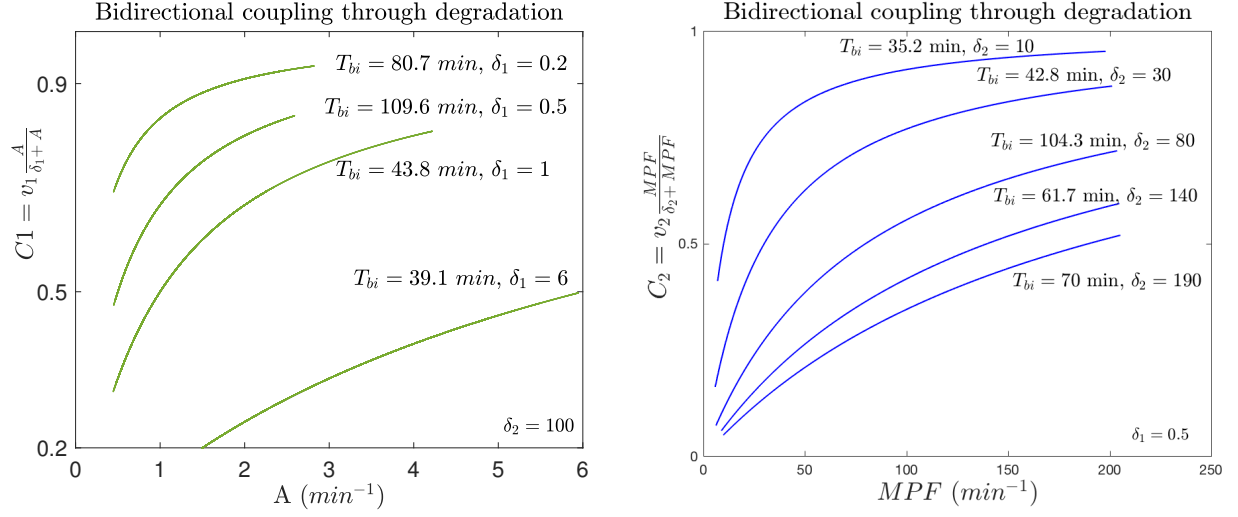 Bidirectional coupling through degradation
T_bi = 80.7 min, δ_1 = 0.2
T_bi = 109.6 min, δ_1 = 0.5
T_bi = 43.8 min, δ_1 = 1
T_bi = 39.1 min, δ_1 = 6
δ_2 = 100
C1 = v_1 A / (δ_1 + A)
0.9
0.5
0.2
0 1 2 3 4 5 6
A (min^−1)
Bidirectional coupling through degradation
T_bi = 35.2 min, δ_2 = 10
T_bi = 42.8 min, δ_2 = 30
T_bi = 104.3 min, δ_2 = 80
T_bi = 61.7 min, δ_2 = 140
T_bi = 70 min, δ_2 = 190
δ_1 = 0.5
C_2 = v_2 MPF / (δ_2 + MPF)
1
0.5
0
0 50 100 150 200 250
MPF (min^−1)